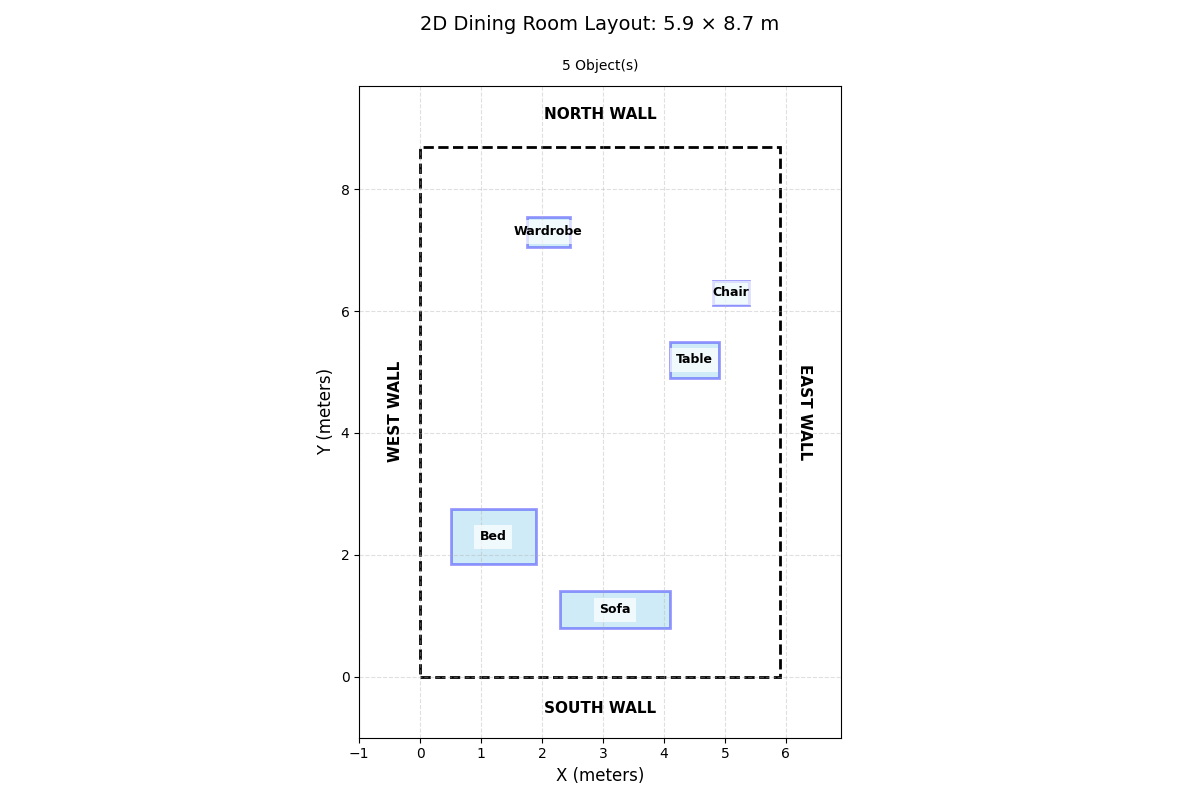 2D Dining Room Layout: 5.9 × 8.7 m
5 Object(s)
NORTH WALL
8
Wardrobe
Chair
6
Table
WEST WALL
EAST WALL
Y (meters)
4
Bed
2
Sofa
0
SOUTH WALL
−1 0 1 2 3 4 5 6
X (meters)